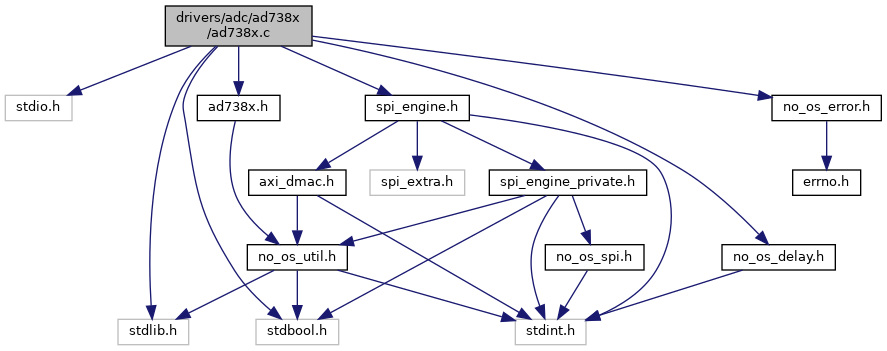 drivers/adc/ad738x
/ad738x.c
stdio.h
ad738x.h
spi_engine.h
no_os_error.h
axi_dmac.h
spi_extra.h
spi_engine_private.h
errno.h
no_os_util.h
no_os_spi.h
no_os_delay.h
stdlib.h
stdbool.h
stdint.h